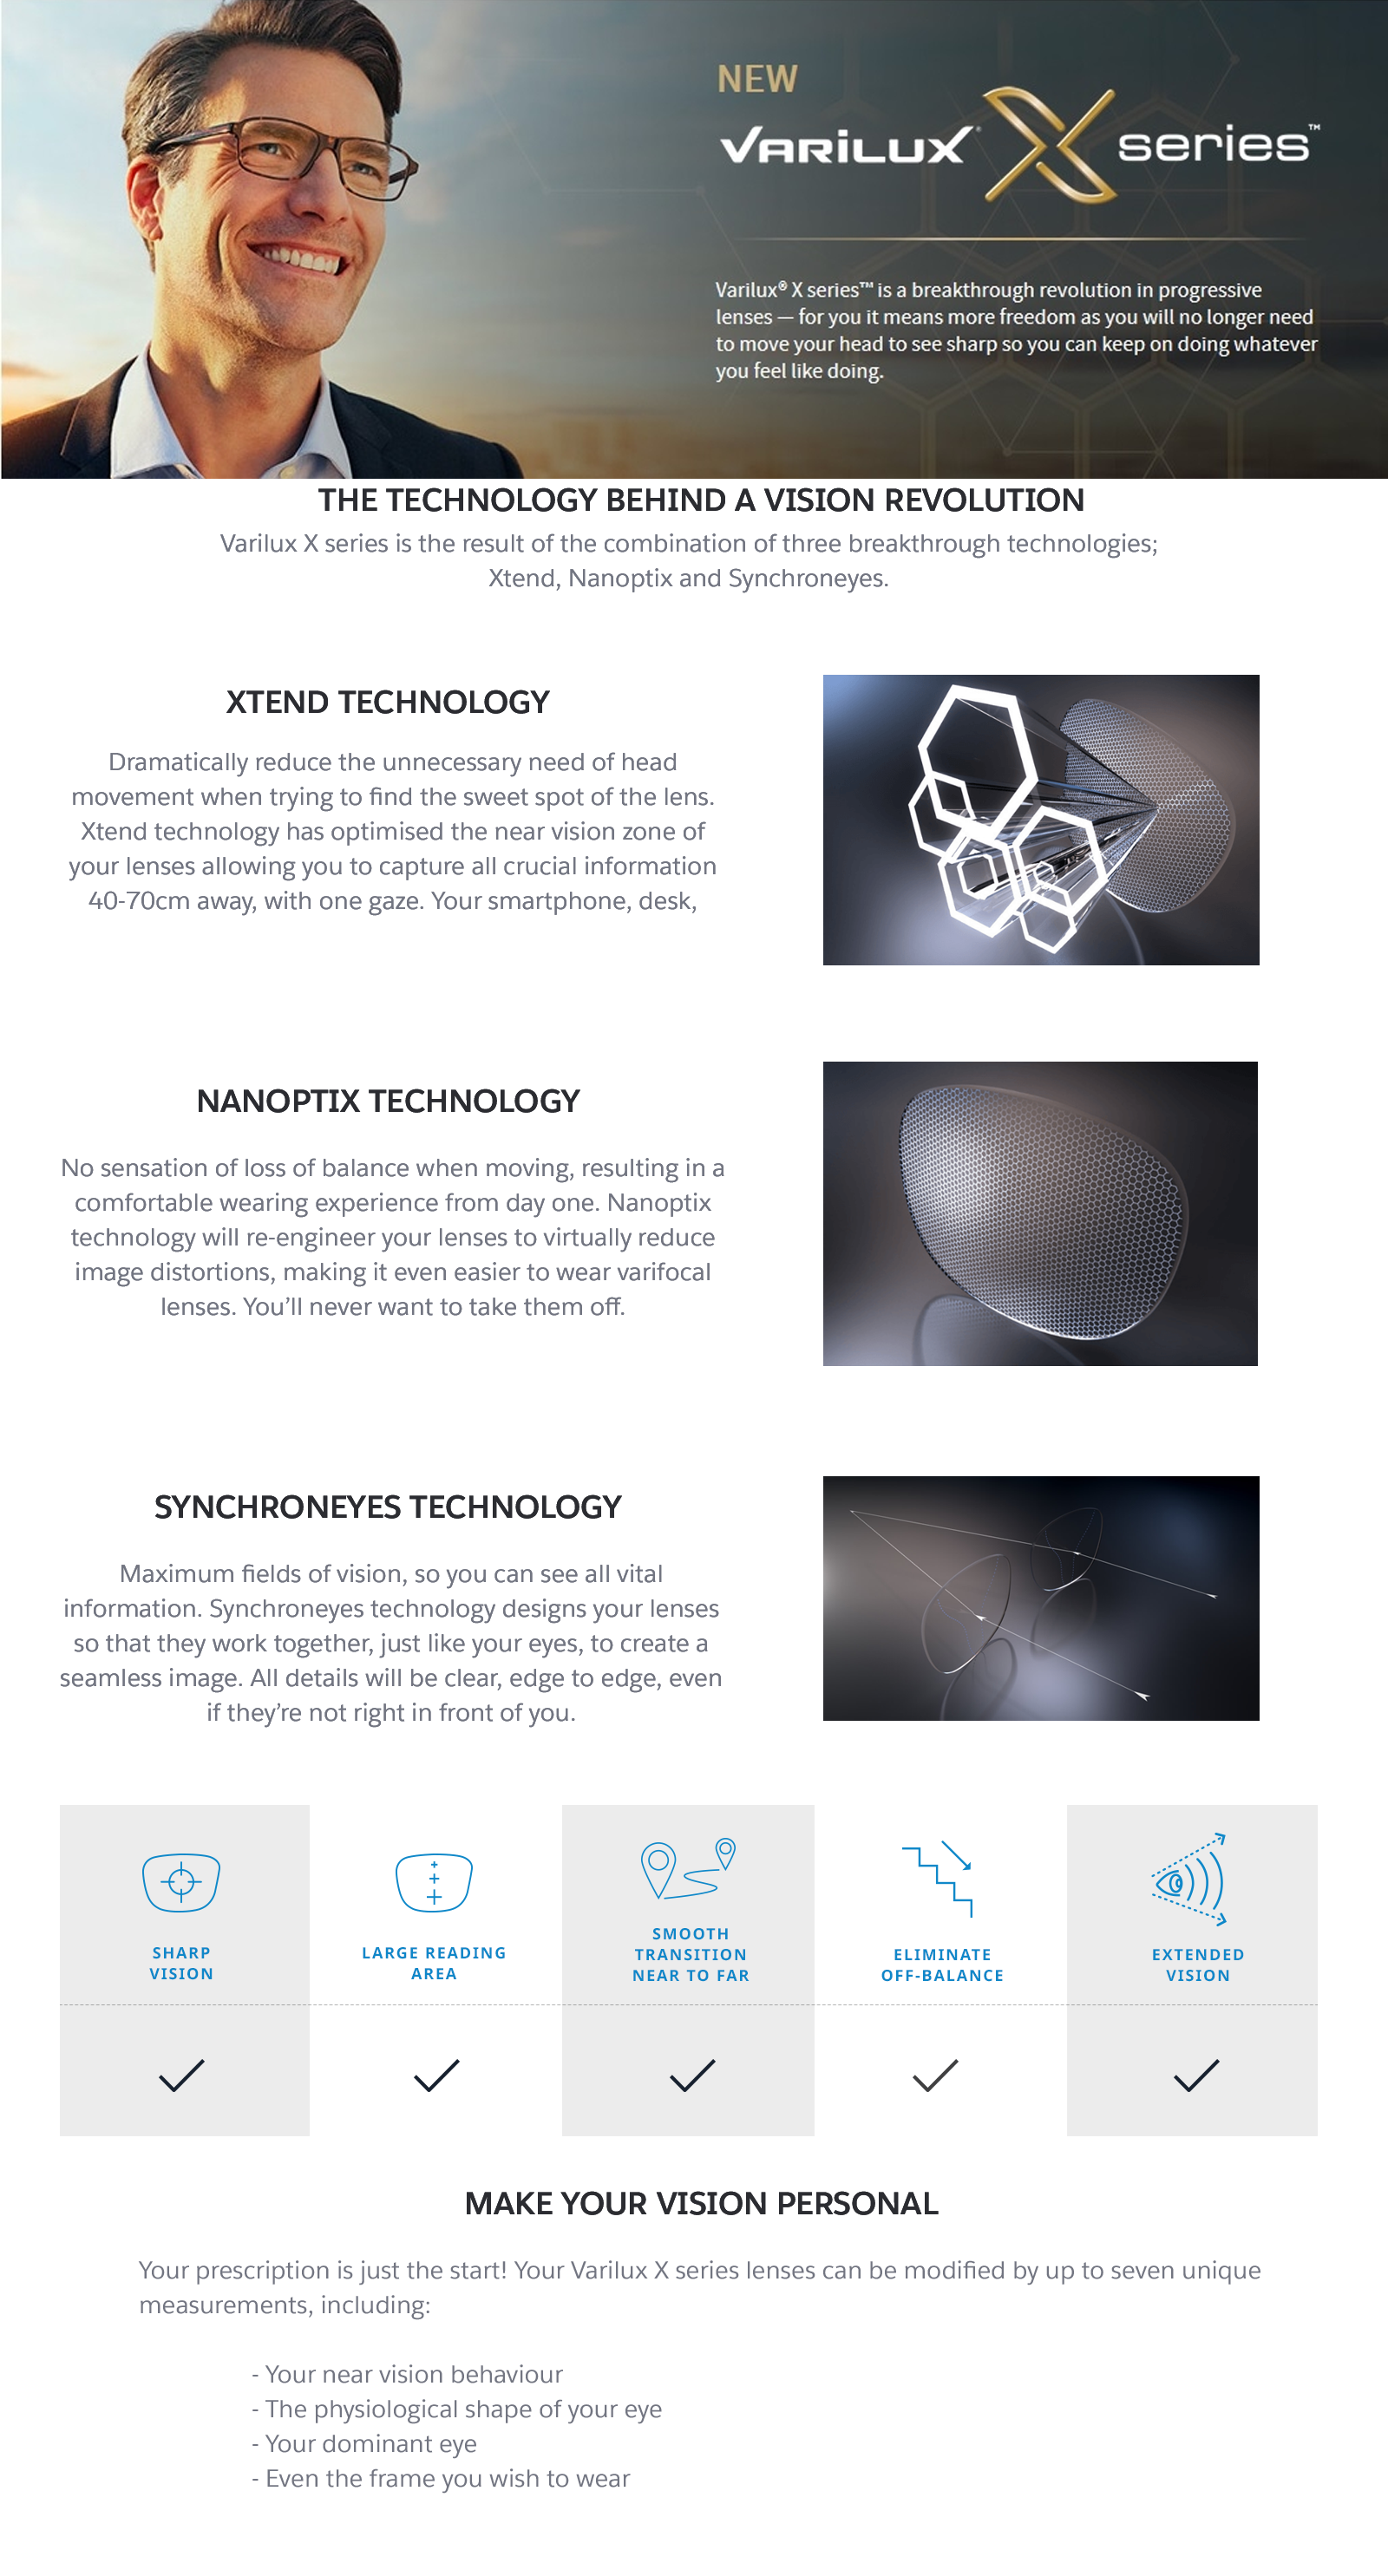 NEW
VARILUX® X series™
Varilux® X series™ is a breakthrough revolution in progressive
lenses — for you it means more freedom as you will no longer need
to move your head to see sharp so you can keep on doing whatever
you feel like doing.
THE TECHNOLOGY BEHIND A VISION REVOLUTION
Varilux X series is the result of the combination of three breakthrough technologies;
Xtend, Nanoptix and Synchroneyes.
XTEND TECHNOLOGY
Dramatically reduce the unnecessary need of head
movement when trying to find the sweet spot of the lens.
Xtend technology has optimised the near vision zone of
your lenses allowing you to capture all crucial information
40-70cm away, with one gaze. Your smartphone, desk,
NANOPTIX TECHNOLOGY
No sensation of loss of balance when moving, resulting in a
comfortable wearing experience from day one. Nanoptix
technology will re-engineer your lenses to virtually reduce
image distortions, making it even easier to wear varifocal
lenses. You’ll never want to take them off.
SYNCHRONEYES TECHNOLOGY
Maximum fields of vision, so you can see all vital
information. Synchroneyes technology designs your lenses
so that they work together, just like your eyes, to create a
seamless image. All details will be clear, edge to edge, even
if they’re not right in front of you.
SHARP
VISION
LARGE READING
AREA
SMOOTH
TRANSITION
NEAR TO FAR
ELIMINATE
OFF-BALANCE
EXTENDED
VISION
MAKE YOUR VISION PERSONAL
Your prescription is just the start! Your Varilux X series lenses can be modified by up to seven unique
measurements, including:
- Your near vision behaviour
- The physiological shape of your eye
- Your dominant eye
- Even the frame you wish to wear